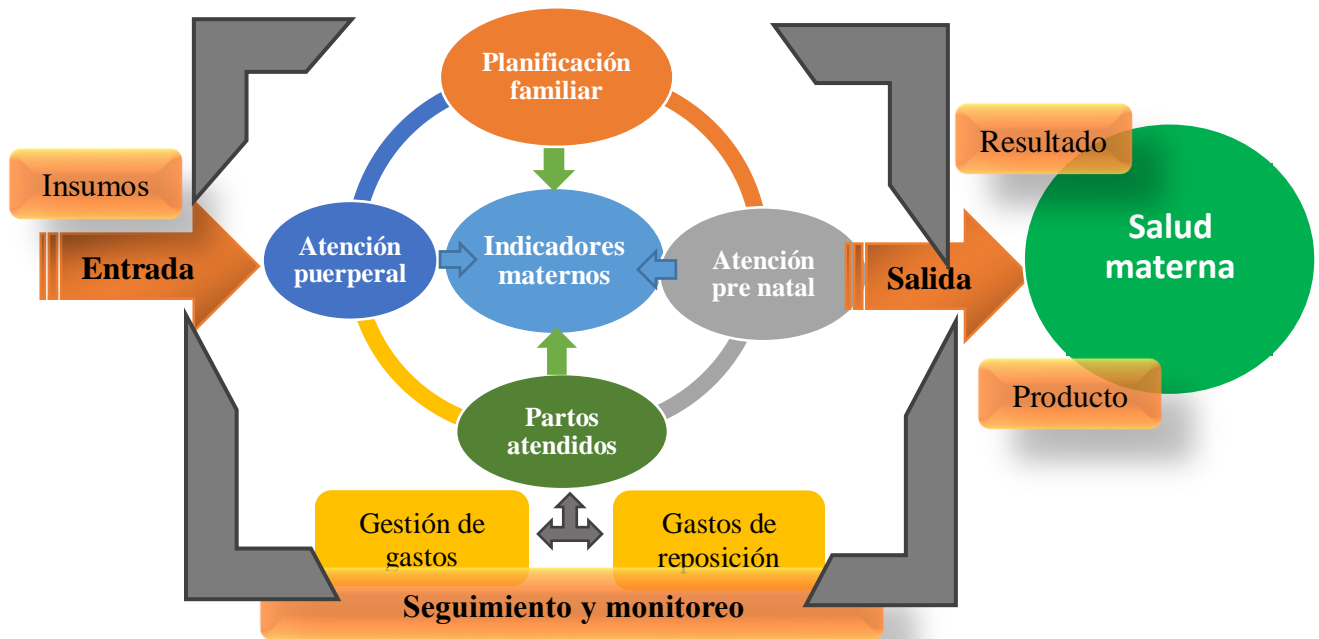 Planificación
familiar
Insumos
Resultado
Entrada
Atención
puerperal
Indicadores
maternos
Atención
pre natal
Salida
Salud
materna
Producto
Partos
atendidos
Gestión de
gastos
Gastos de
reposición
Seguimiento y monitoreo